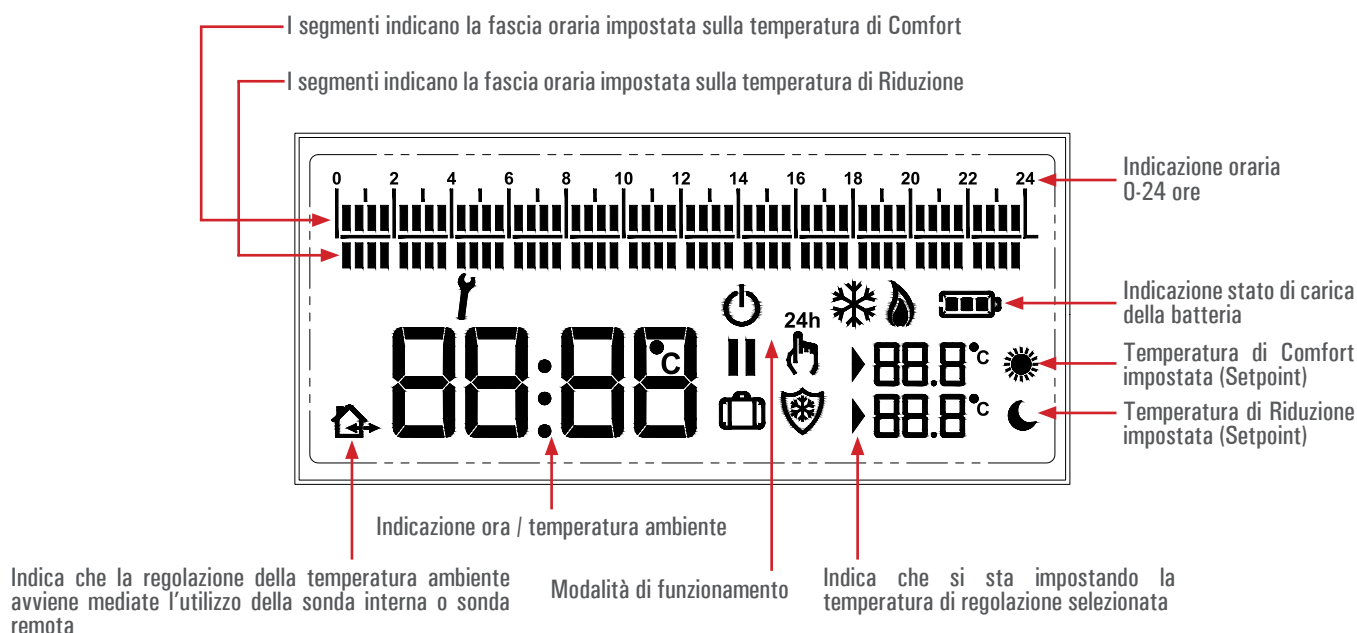 I segmenti indicano la fascia oraria impostata sulla temperatura di Comfort
I segmenti indicano la fascia oraria impostata sulla temperatura di Riduzione
0 2 4 6 8 10 12 14 16 18 20 22 24
Indicazione oraria
0-24 ore
24h
Indicazione stato di carica
della batteria
88:88 °C
88.8 °C
Temperatura di Comfort
impostata (Setpoint)
88.8 °C
Temperatura di Riduzione
impostata (Setpoint)
Indicazione ora / temperatura ambiente
Indica che la regolazione della temperatura ambiente
avviene mediate l'utilizzo della sonda interna o sonda
remota
Modalità di funzionamento
Indica che si sta impostando la
temperatura di regolazione selezionata